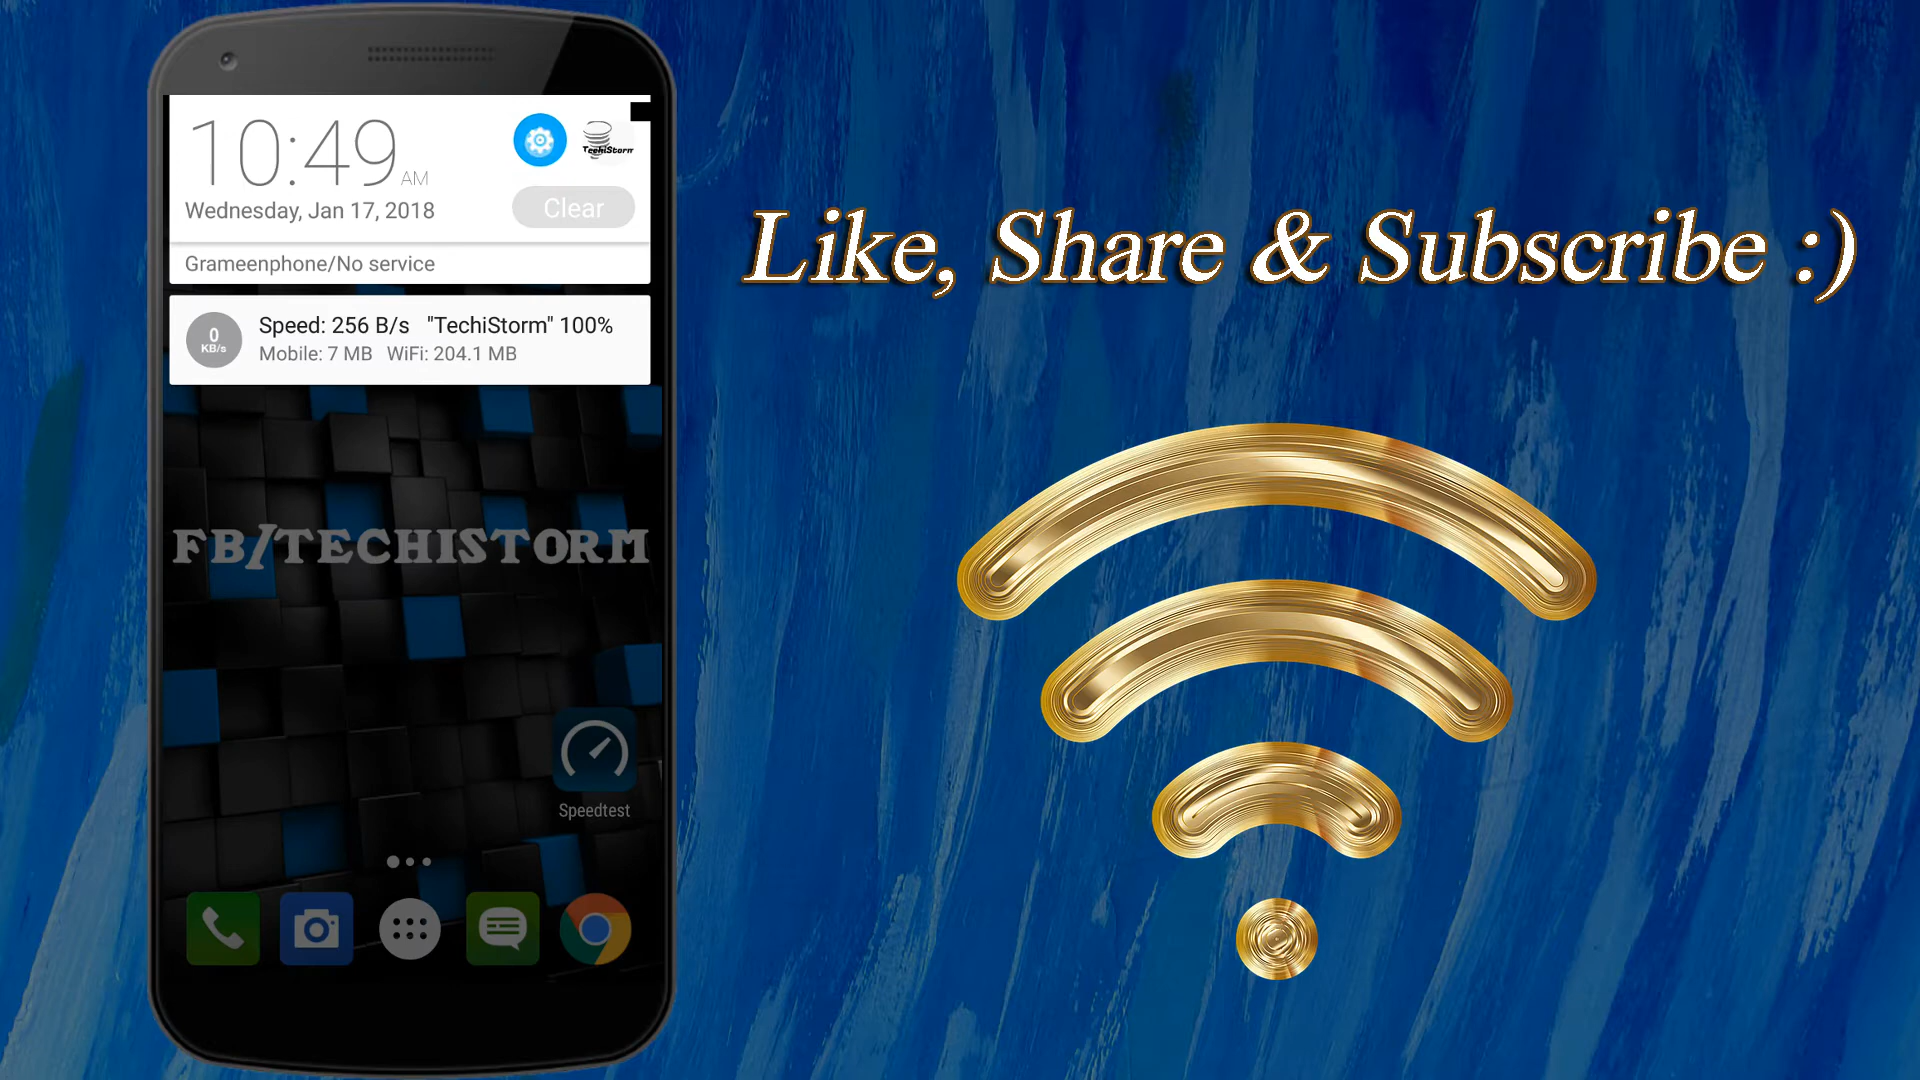 10:49 AM
TechiStorm
Wednesday, Jan 17, 2018
Clear
Grameenphone/No service
0
KB/s
Speed: 256 B/s "TechiStorm" 100%
Mobile: 7 MB WiFi: 204.1 MB
FB/TECHISTORM
Speedtest
Like, Share & Subscribe :)